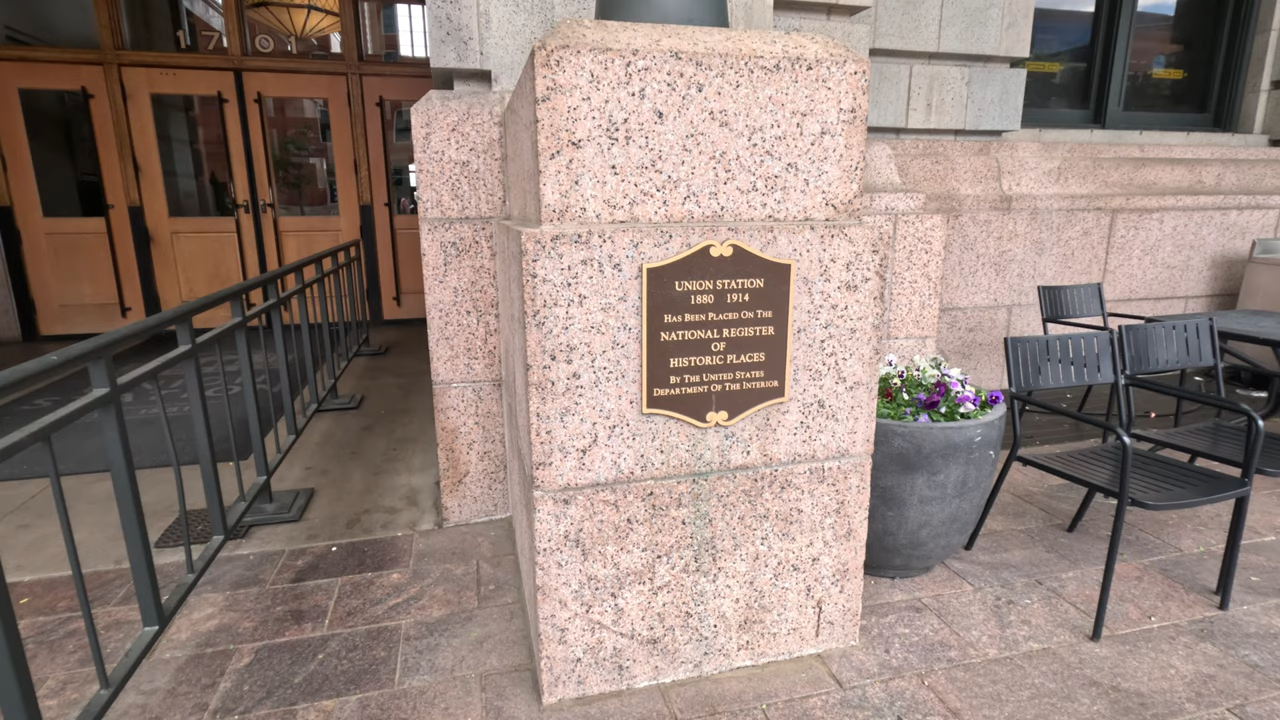 1701
UNION STATION
1880 1914
HAS BEEN PLACED ON THE
NATIONAL REGISTER
OF
HISTORIC PLACES
BY THE UNITED STATES
DEPARTMENT OF THE INTERIOR